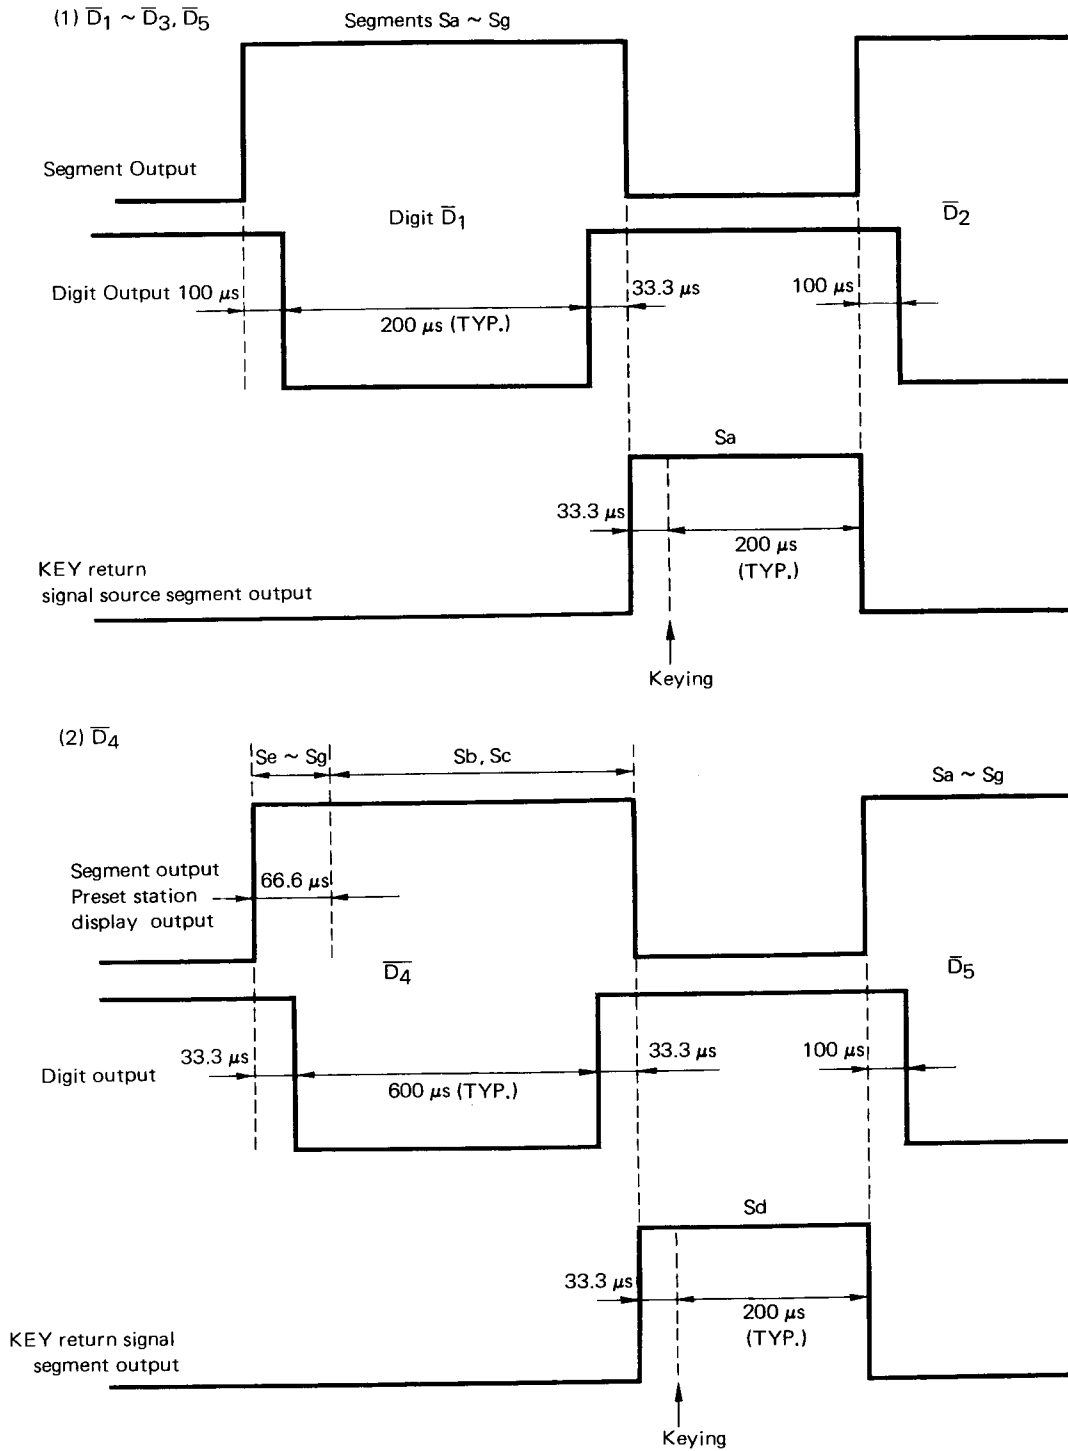 (1) D̅₁ ~ D̅₃, D̅₅
Segments Sa ~ Sg
Segment Output
Digit D̅₁
D̅₂
Digit Output 100 μs
33.3 μs
100 μs
200 μs (TYP.)
Sa
33.3 μs
200 μs
(TYP.)
KEY return
signal source segment output
Keying
(2) D̅₄
Se ~ Sg
Sb, Sc
Sa ~ Sg
Segment output
Preset station
display output
66.6 μs
D̅₄
D̅₅
Digit output
33.3 μs
33.3 μs
100 μs
600 μs (TYP.)
Sd
33.3 μs
200 μs
(TYP.)
KEY return signal
segment output
Keying